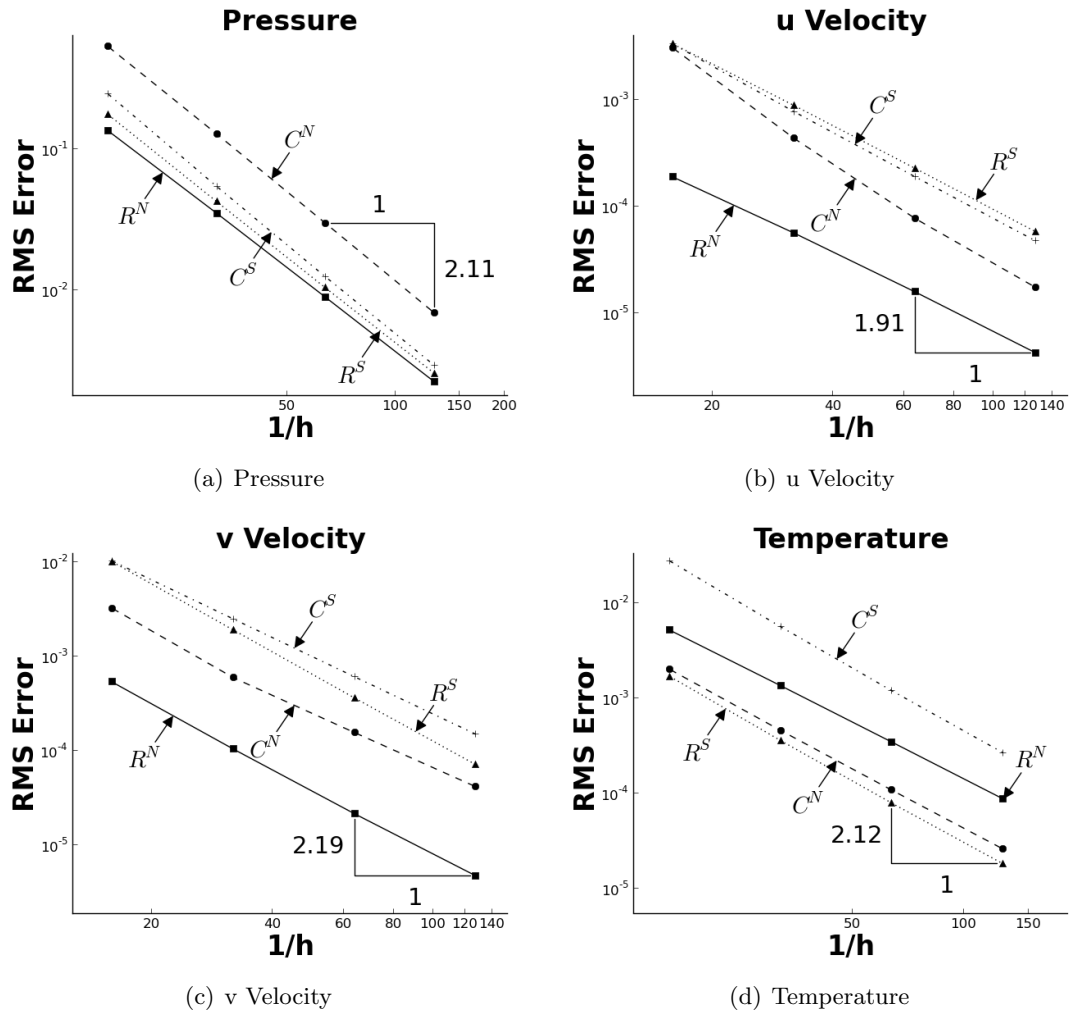 Pressure
RMS Error
10^-1
10^-2
C^N
R^N
C^S
R^S
1
2.11
50 100 150 200
1/h
(a) Pressure
u Velocity
RMS Error
10^-3
10^-4
10^-5
C^S
R^S
C^N
R^N
1.91
1
20 40 60 80 100 120 140
1/h
(b) u Velocity
v Velocity
RMS Error
10^-2
10^-3
10^-4
10^-5
C^S
R^S
C^N
R^N
2.19
1
20 40 60 80 100 120 140
1/h
(c) v Velocity
Temperature
RMS Error
10^-2
10^-3
10^-4
10^-5
C^S
R^N
R^S
C^N
2.12
1
50 100 150
1/h
(d) Temperature